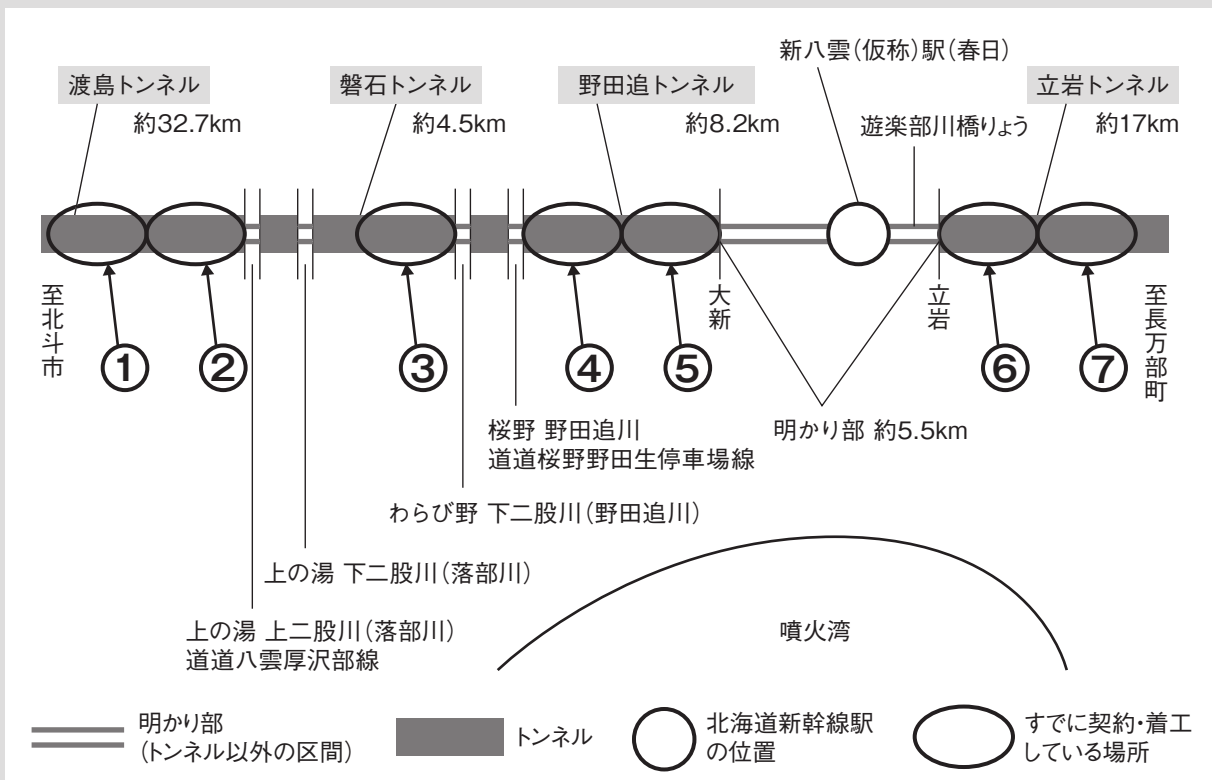 新八雲(仮称)駅(春日)
渡島トンネル
磐石トンネル
野田追トンネル
立岩トンネル
約32.7km
約4.5km
約8.2km
遊楽部川橋りょう
約17km
至北斗市
大新
立岩
至長万部町
①
②
③
④
⑤
⑥
⑦
桜野 野田追川
道道桜野野田生停車場線
明かり部 約5.5km
わらび野 下二股川(野田追川)
上の湯 下二股川(落部川)
上の湯 上二股川(落部川)
道道八雲厚沢部線
噴火湾
明かり部
(トンネル以外の区間)
トンネル
北海道新幹線駅
の位置
すでに契約・着工
している場所